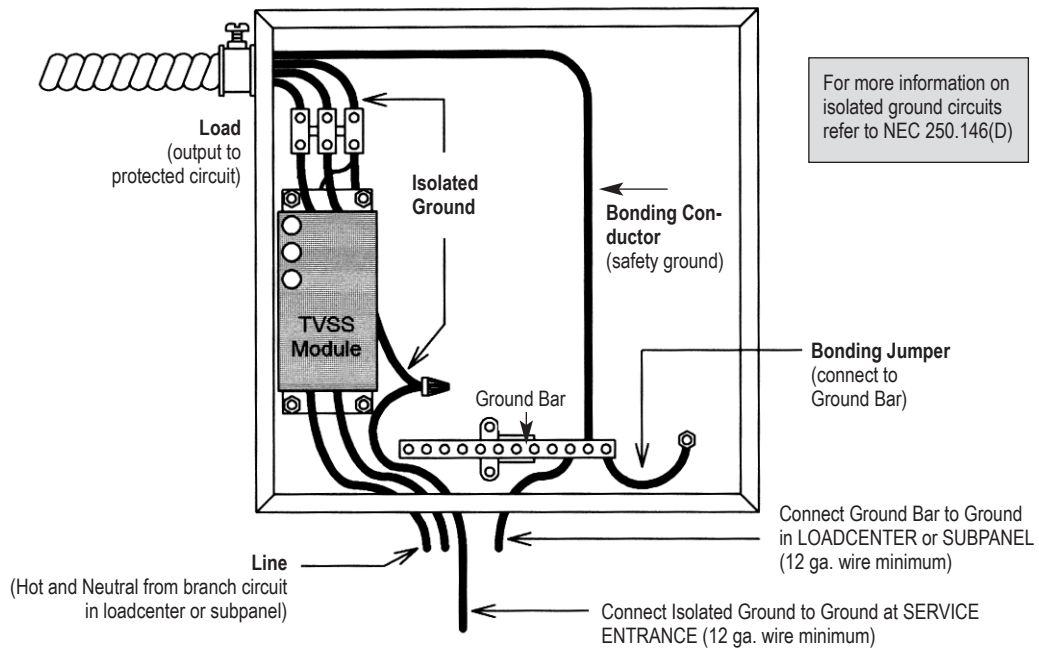 For more information on
isolated ground circuits
refer to NEC 250.146(D)
Load
(output to
protected circuit)
Isolated
Ground
Bonding Con-
ductor
(safety ground)
TVSS
Module
Bonding Jumper
(connect to
Ground Bar)
Ground Bar
Connect Ground Bar to Ground
in LOADCENTER or SUBPANEL
(12 ga. wire minimum)
Line
(Hot and Neutral from branch circuit
in loadcenter or subpanel)
Connect Isolated Ground to Ground at SERVICE
ENTRANCE (12 ga. wire minimum)